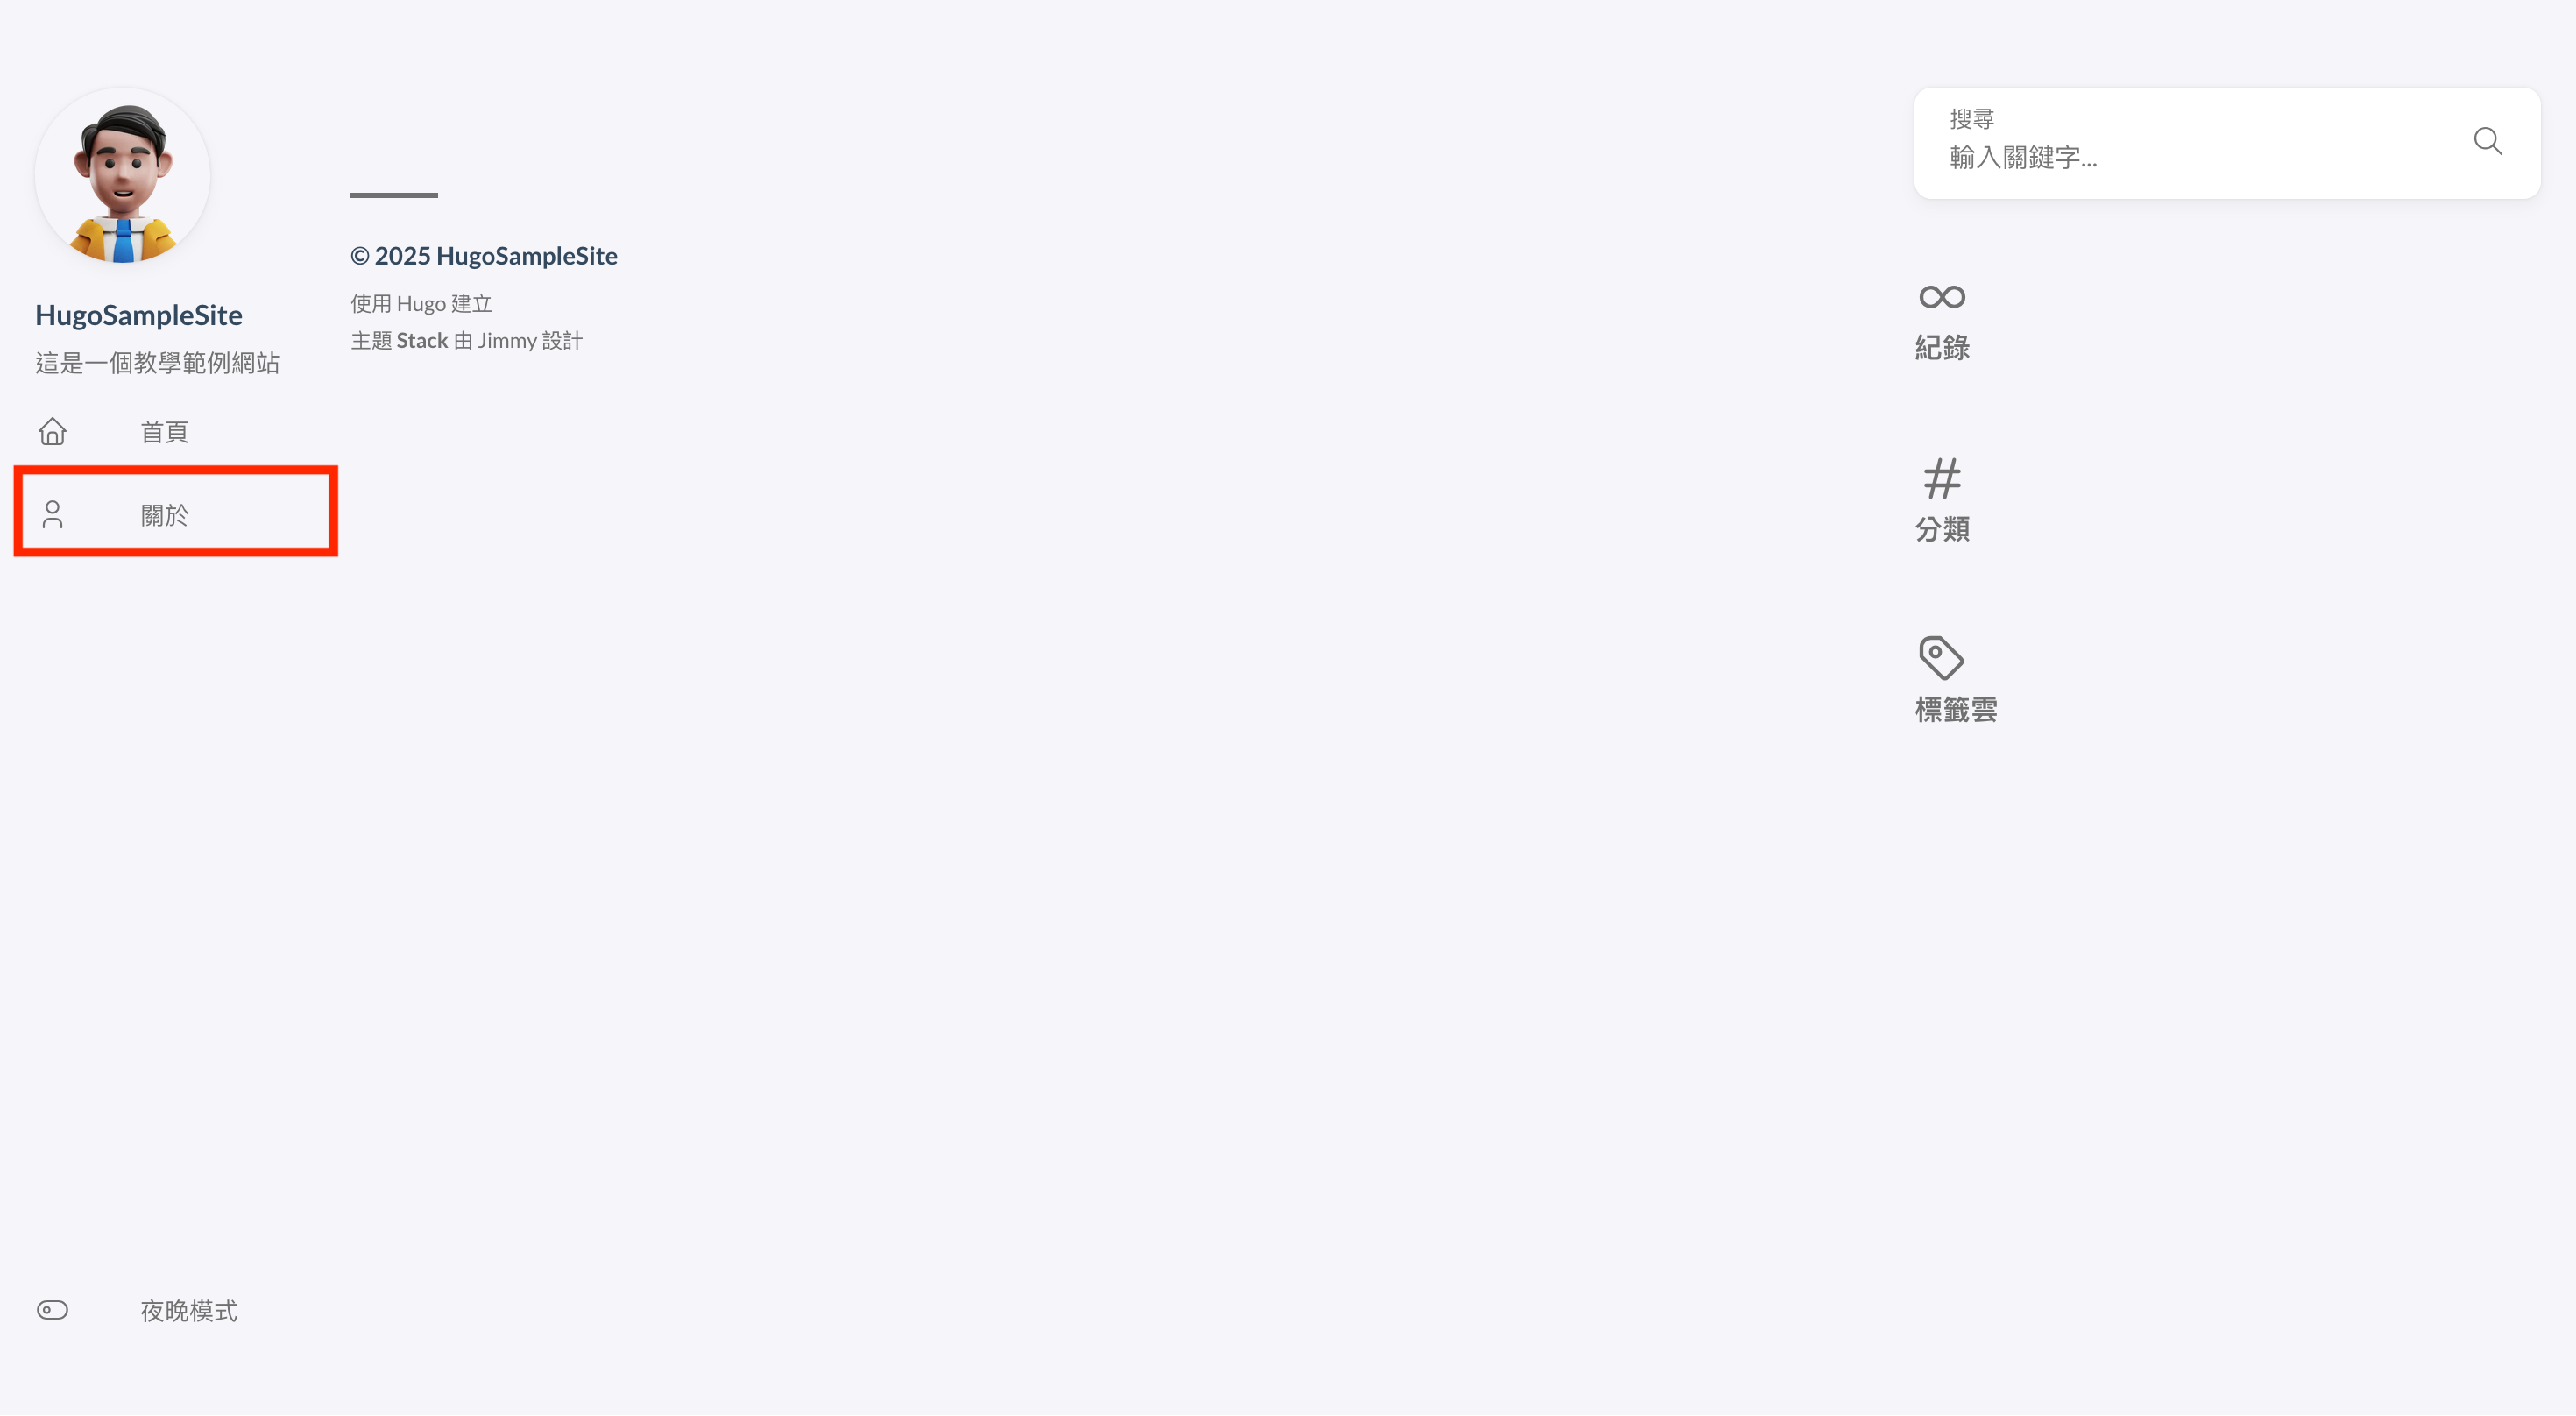 HugoSampleSite
這是一個教學範例網站
首頁
關於
夜晚模式
© 2025 HugoSampleSite
使用 Hugo 建立
主題 Stack 由 Jimmy 設計
搜尋
輸入關鍵字...
紀錄
分類
標籤雲